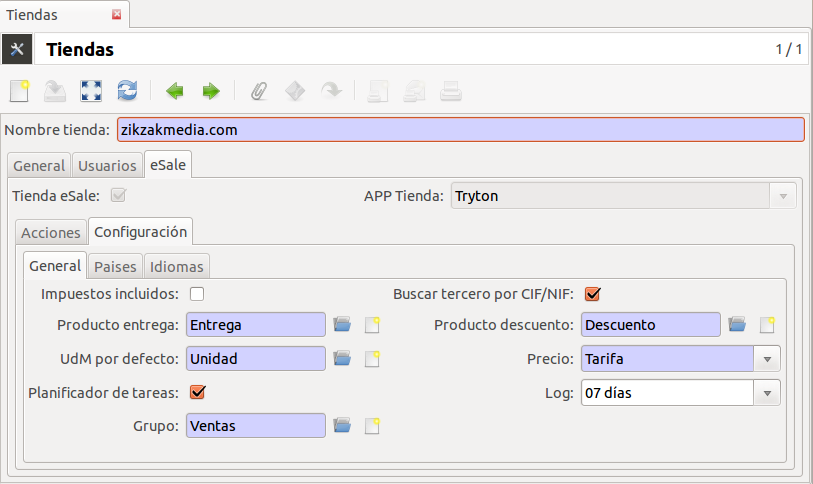 Tiendas
Tiendas 1 / 1
Nombre tienda: zikzakmedia.com
General Usuarios eSale
Tienda eSale: APP Tienda: Tryton
Acciones Configuración
General Paises Idiomas
Impuestos incluidos: Buscar tercero por CIF/NIF:
Producto entrega: Entrega Producto descuento: Descuento
UdM por defecto: Unidad Precio: Tarifa
Planificador de tareas: Log: 07 días
Grupo: Ventas